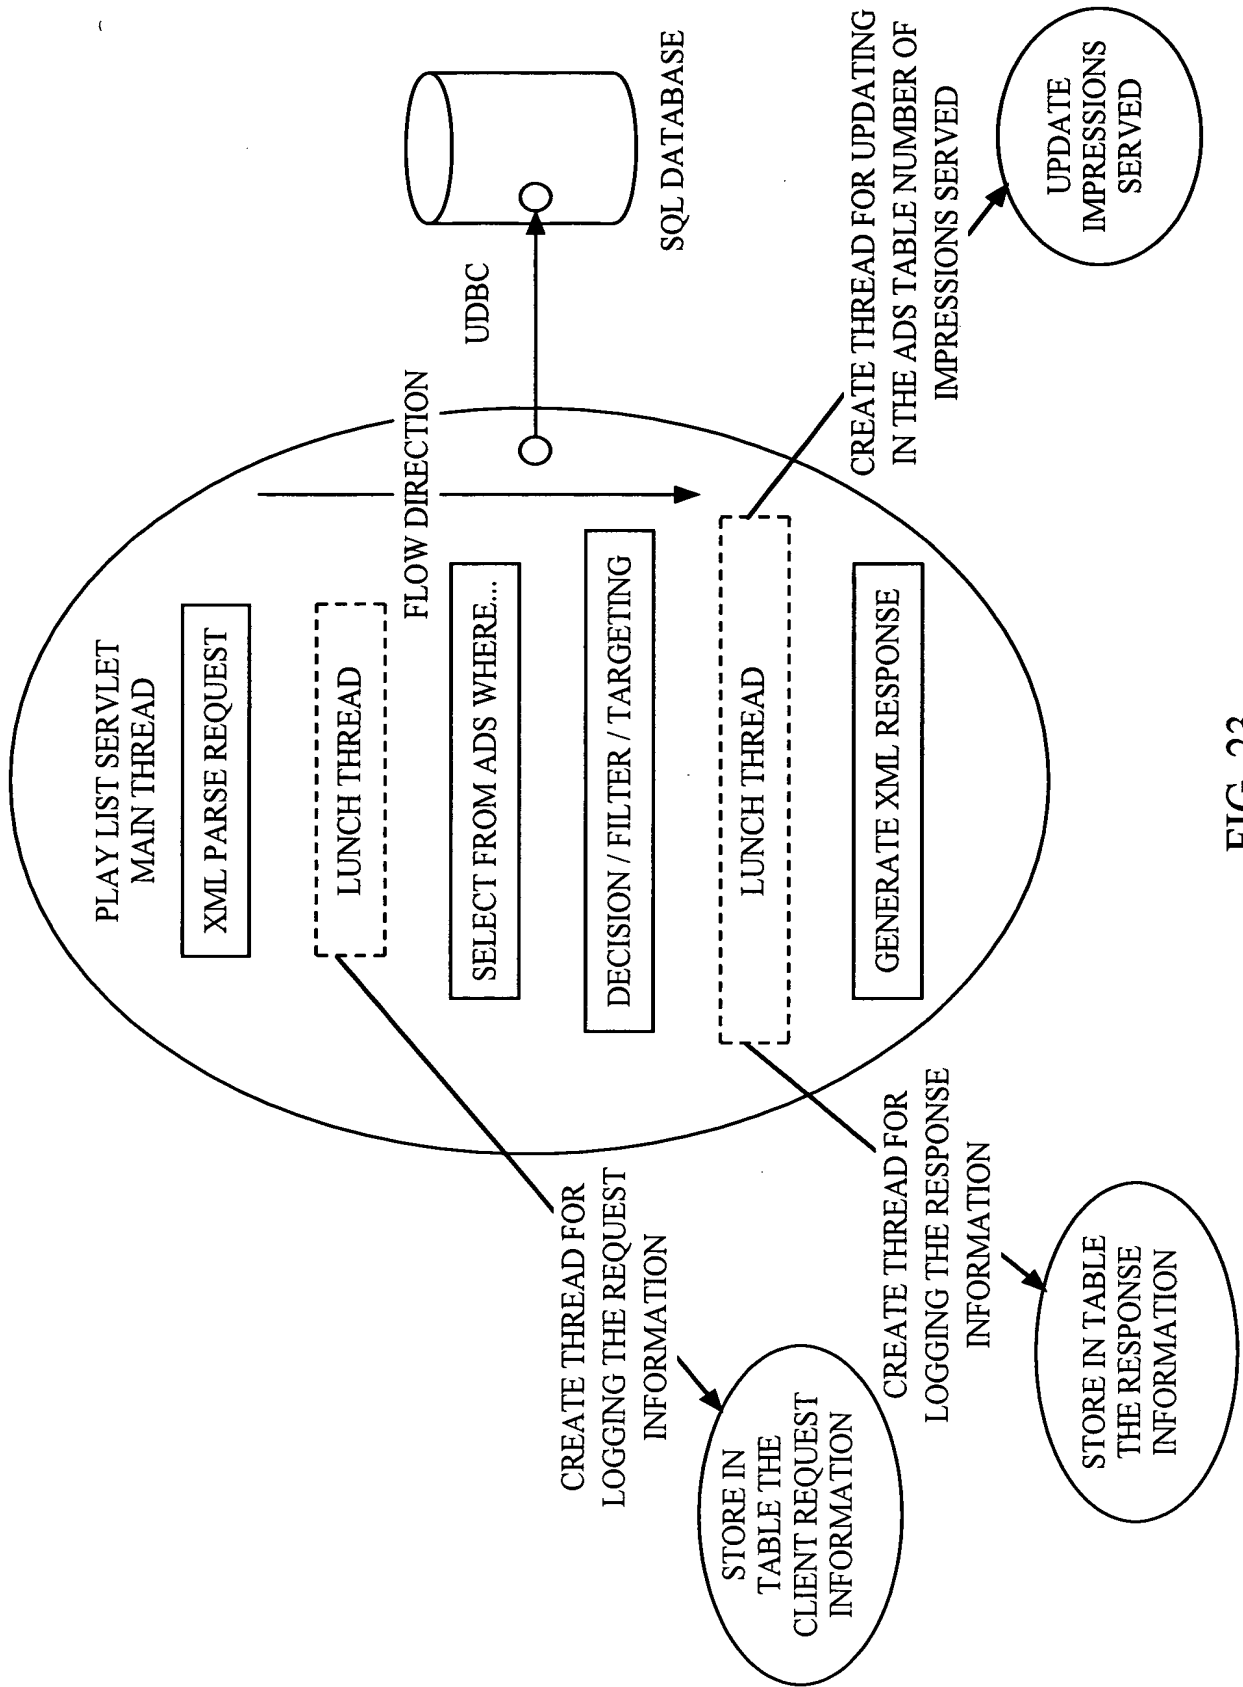 PLAY LIST SERVLET
MAIN THREAD
XML PARSE REQUEST
LUNCH THREAD
FLOW DIRECTION
SELECT FROM ADS WHERE...
DECISION / FILTER / TARGETING
LUNCH THREAD
GENERATE XML RESPONSE
UDBC
SQL DATABASE
CREATE THREAD FOR
LOGGING THE REQUEST
INFORMATION
STORE IN
TABLE THE
CLIENT REQUEST
INFORMATION
CREATE THREAD FOR
LOGGING THE RESPONSE
INFORMATION
STORE IN TABLE
THE RESPONSE
INFORMATION
CREATE THREAD FOR UPDATING
IN THE ADS TABLE NUMBER OF
IMPRESSIONS SERVED
UPDATE
IMPRESSIONS
SERVED
FIG. 23